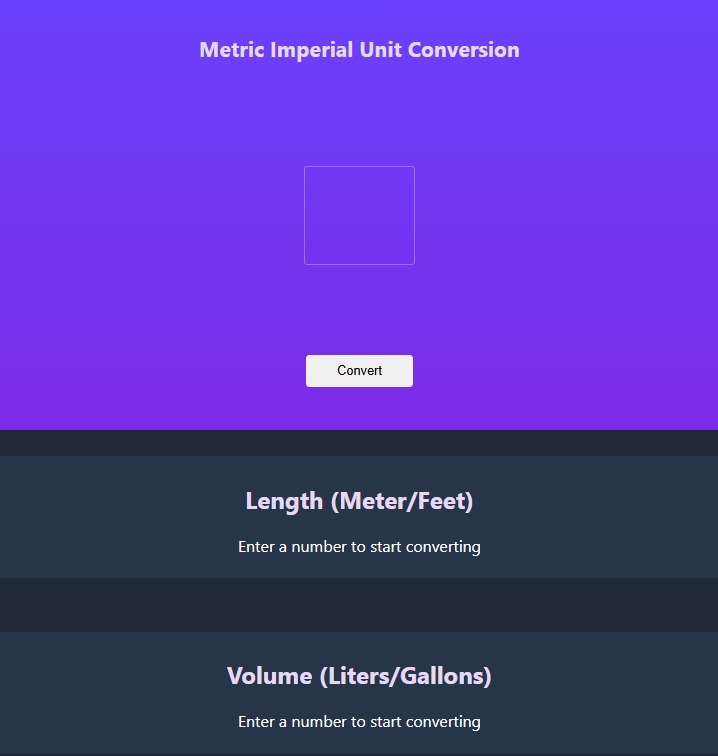 Metric Imperial Unit Conversion
Convert
Length (Meter/Feet)
Enter a number to start converting
Volume (Liters/Gallons)
Enter a number to start converting